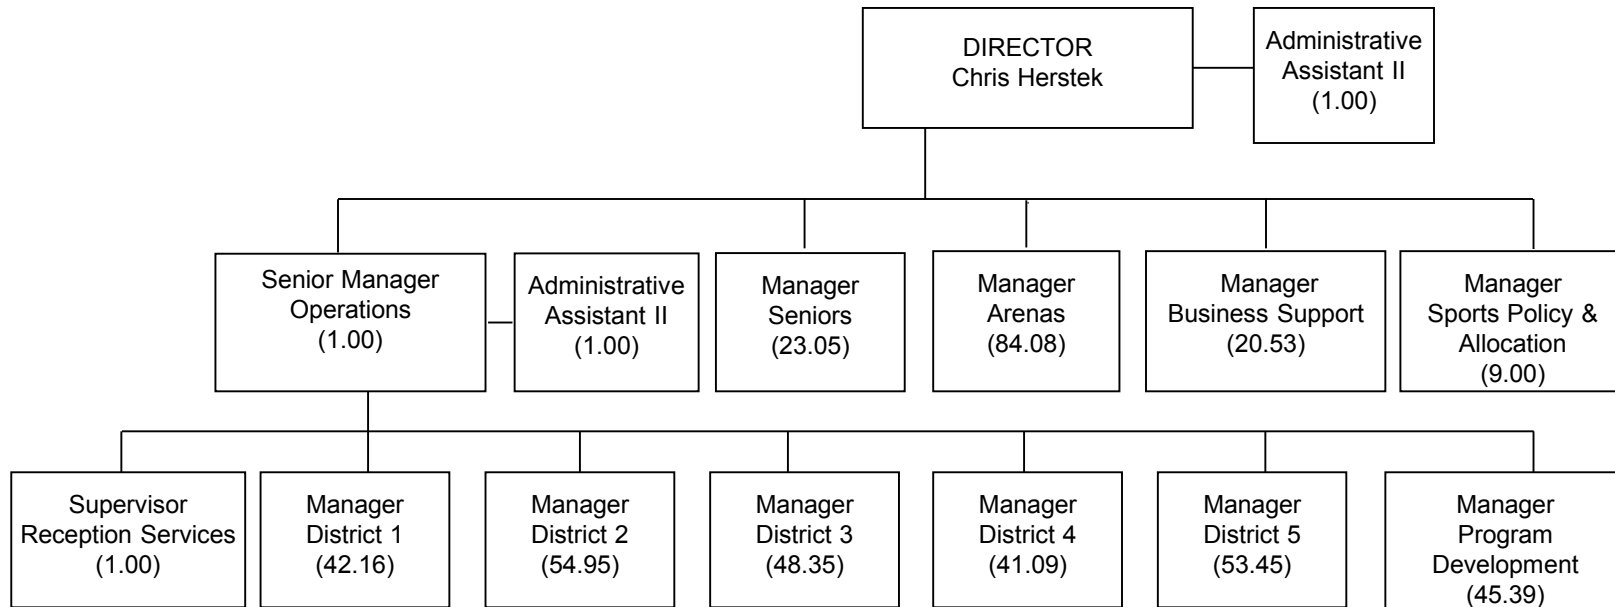 DIRECTOR
Chris Herstek
Administrative
Assistant II
(1.00)
Senior Manager
Operations
(1.00)
Administrative
Assistant II
(1.00)
Manager
Seniors
(23.05)
Manager
Arenas
(84.08)
Manager
Business Support
(20.53)
Manager
Sports Policy &
Allocation
(9.00)
Supervisor
Reception Services
(1.00)
Manager
District 1
(42.16)
Manager
District 2
(54.95)
Manager
District 3
(48.35)
Manager
District 4
(41.09)
Manager
District 5
(53.45)
Manager
Program
Development
(45.39)